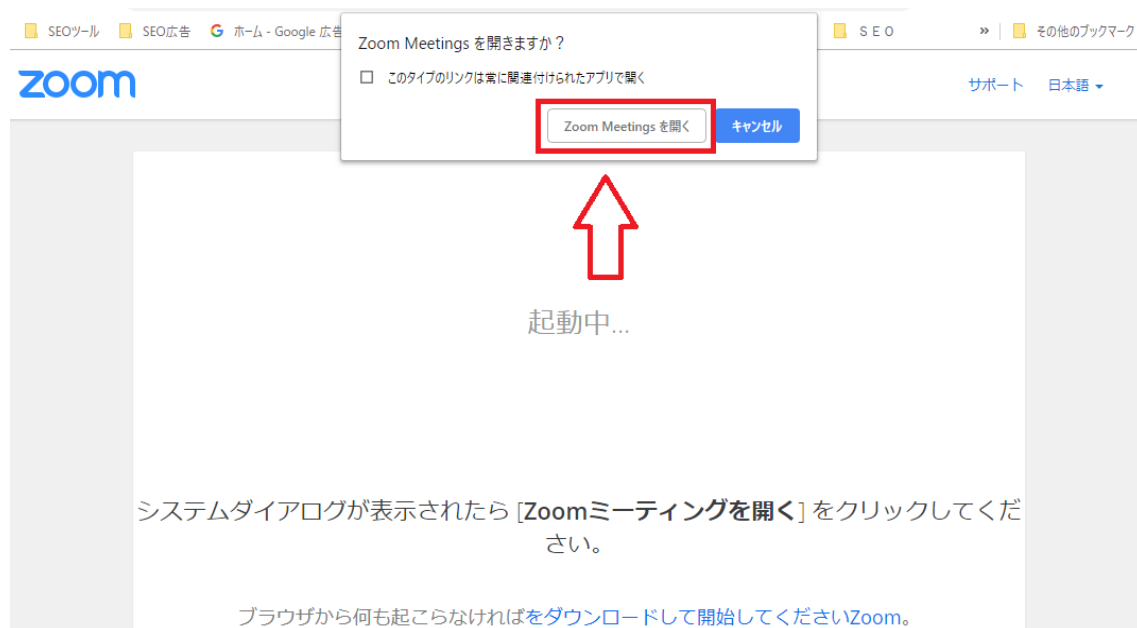 SEOツール SEO広告 ホーム - Google 広告 SEO » その他のブックマーク
Zoom Meetings を開きますか？
このタイプのリンクは常に関連付けられたアプリで開く
Zoom Meetings を開く キャンセル
zoom サポート 日本語
起動中...
システムダイアログが表示されたら [Zoomミーティングを開く] をクリックしてくだ
さい。
ブラウザから何も起こらなければをダウンロードして開始してくださいZoom。